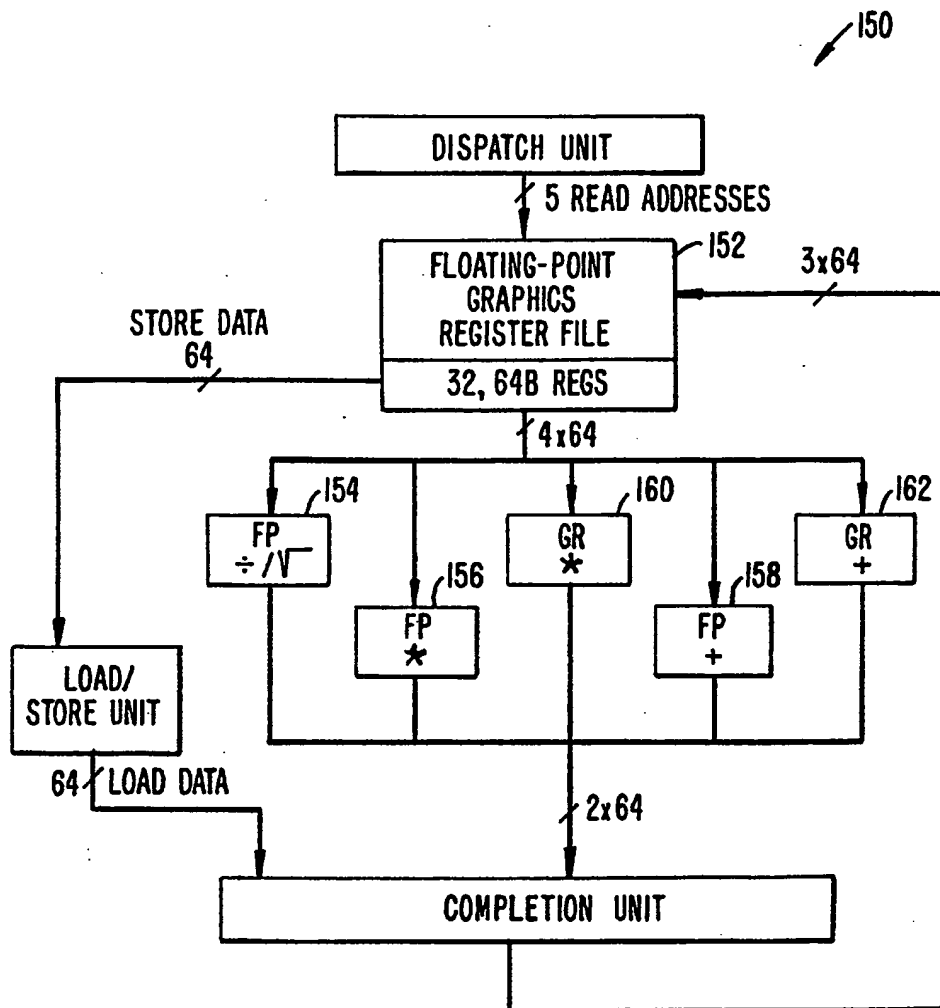 150
DISPATCH UNIT
5 READ ADDRESSES
152
FLOATING-POINT
GRAPHICS
REGISTER FILE
3x64
STORE DATA
64
32, 64B REGS
4x64
154
FP
÷/√
160
GR
*
162
GR
+
156
FP
*
158
FP
+
LOAD/
STORE UNIT
64 LOAD DATA
2x64
COMPLETION UNIT